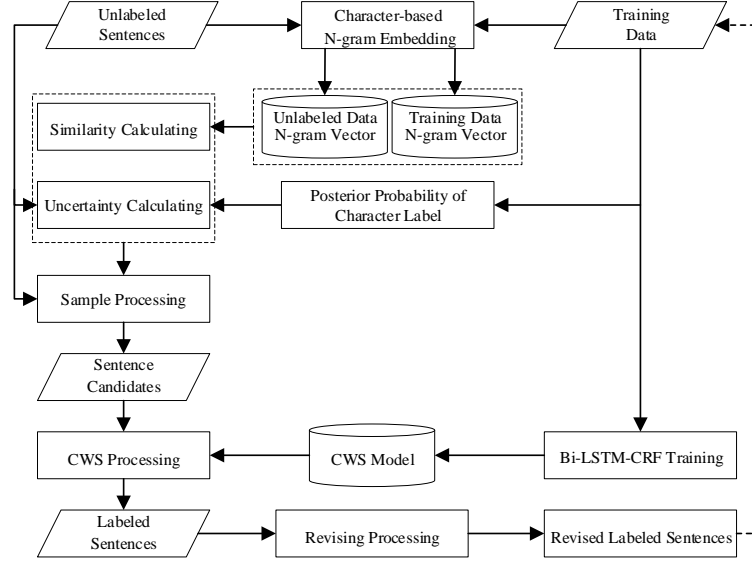 Unlabeled
Sentences
Character-based
N-gram Embedding
Training
Data
Unlabeled Data
N-gram Vector
Training Data
N-gram Vector
Similarity Calculating
Uncertainty Calculating
Posterior Probability of
Character Label
Sample Processing
Sentence
Candidates
CWS Processing
CWS Model
Bi-LSTM-CRF Training
Labeled
Sentences
Revising Processing
Revised Labeled Sentences